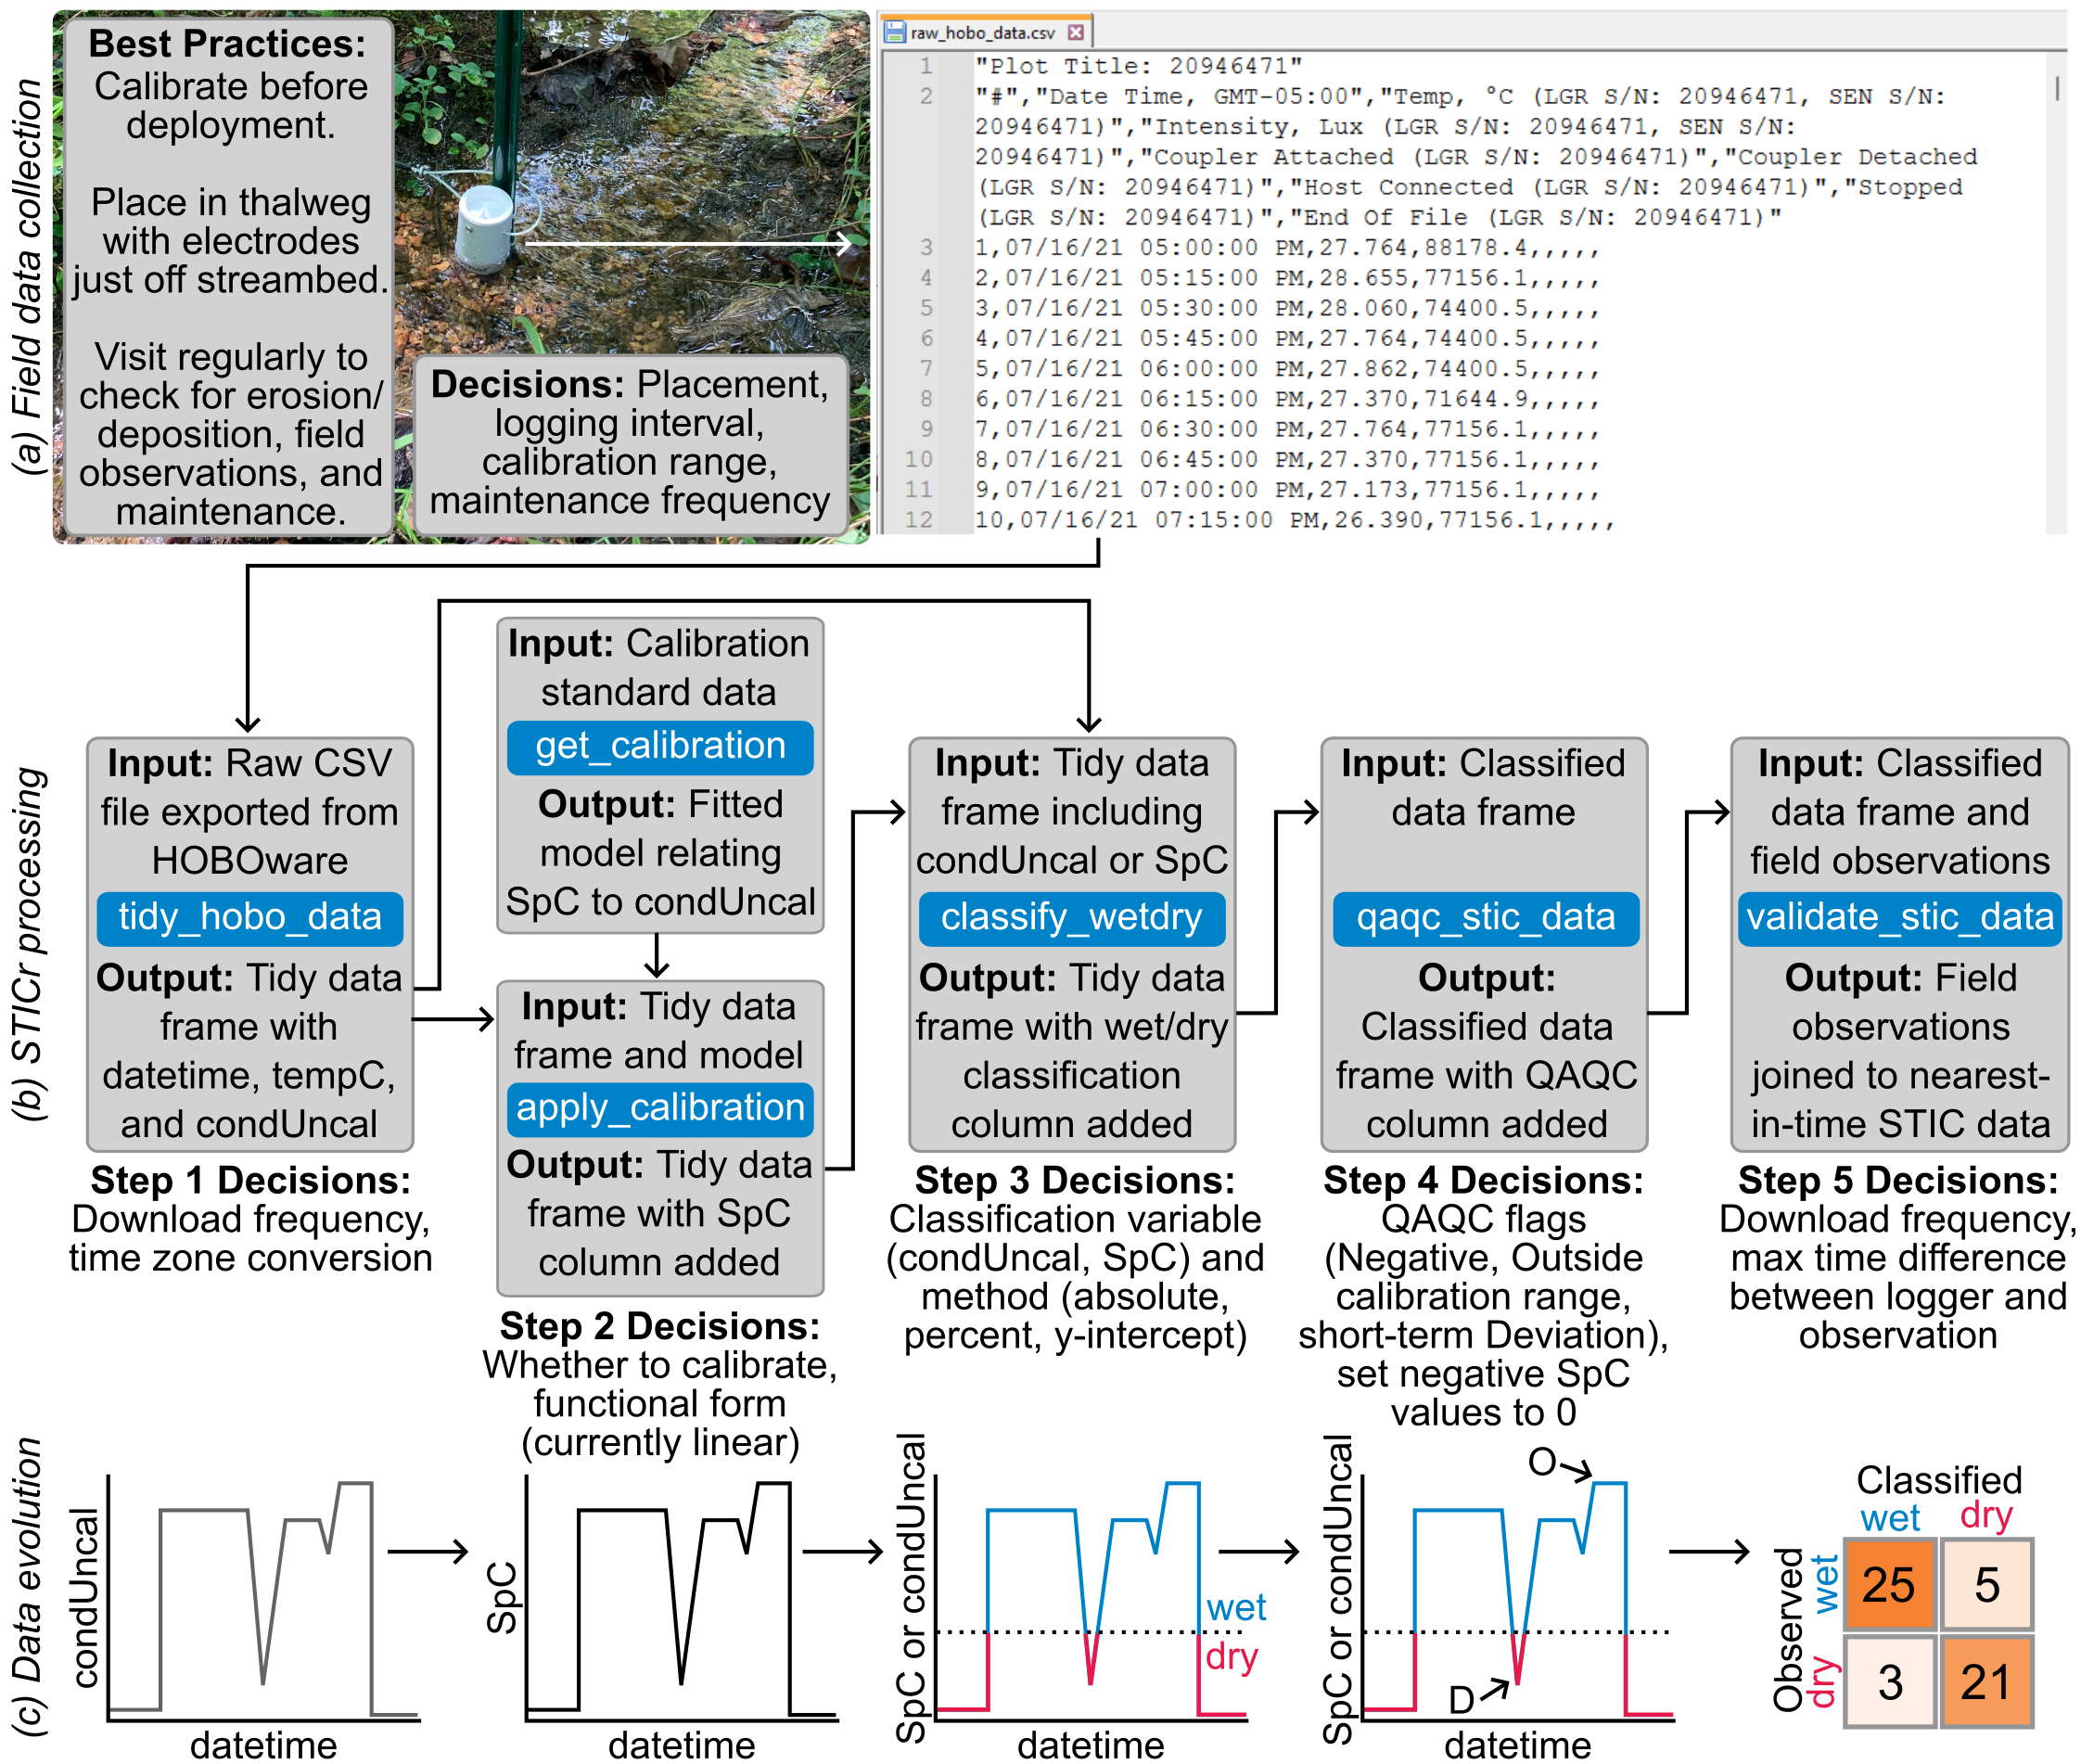 (a) Field data collection
Best Practices:
Calibrate before
deployment.
Place in thalweg
with electrodes
just off streambed.
Visit regularly to
check for erosion/
deposition, field
observations, and
maintenance.
Decisions: Placement,
logging interval,
calibration range,
maintenance frequency
raw_hobo_data.csv
1 "Plot Title: 20946471"
2 "#","Date Time, GMT-05:00","Temp, °C (LGR S/N: 20946471, SEN S/N:
20946471)","Intensity, Lux (LGR S/N: 20946471, SEN S/N:
20946471)","Coupler Attached (LGR S/N: 20946471)","Coupler Detached
(LGR S/N: 20946471)","Host Connected (LGR S/N: 20946471)","Stopped
(LGR S/N: 20946471)","End Of File (LGR S/N: 20946471)"
3 1,07/16/21 05:00:00 PM,27.764,88178.4,,,,,
4 2,07/16/21 05:15:00 PM,28.655,77156.1,,,,,
5 3,07/16/21 05:30:00 PM,28.060,74400.5,,,,,
6 4,07/16/21 05:45:00 PM,27.764,74400.5,,,,,
7 5,07/16/21 06:00:00 PM,27.862,74400.5,,,,,
8 6,07/16/21 06:15:00 PM,27.370,71644.9,,,,,
9 7,07/16/21 06:30:00 PM,27.764,77156.1,,,,,
10 8,07/16/21 06:45:00 PM,27.370,77156.1,,,,,
11 9,07/16/21 07:00:00 PM,27.173,77156.1,,,,,
12 10,07/16/21 07:15:00 PM,26.390,77156.1,,,,,
(b) STICr processing
Input: Raw CSV
file exported from
HOBOware
tidy_hobo_data
Output: Tidy data
frame with
datetime, tempC,
and condUncal
Step 1 Decisions:
Download frequency,
time zone conversion
Input: Calibration
standard data
get_calibration
Output: Fitted
model relating
SpC to condUncal
Input: Tidy data
frame and model
apply_calibration
Output: Tidy data
frame with SpC
column added
Step 2 Decisions:
Whether to calibrate,
functional form
(currently linear)
Input: Tidy data
frame including
condUncal or SpC
classify_wetdry
Output: Tidy data
frame with wet/dry
classification
column added
Step 3 Decisions:
Classification variable
(condUncal, SpC) and
method (absolute,
percent, y-intercept)
Input: Classified
data frame
qaqc_stic_data
Output:
Classified data
frame with QAQC
column added
Step 4 Decisions:
QAQC flags
(Negative, Outside
calibration range,
short-term Deviation),
set negative SpC
values to 0
Input: Classified
data frame and
field observations
validate_stic_data
Output: Field
observations
joined to nearest-
in-time STIC data
Step 5 Decisions:
Download frequency,
max time difference
between logger and
observation
(c) Data evolution
condUncal
datetime
SpC
datetime
SpC or condUncal
wet
dry
datetime
SpC or condUncal
O
D
datetime
Classified
wet dry
Observed
wet
25 5
dry
3 21